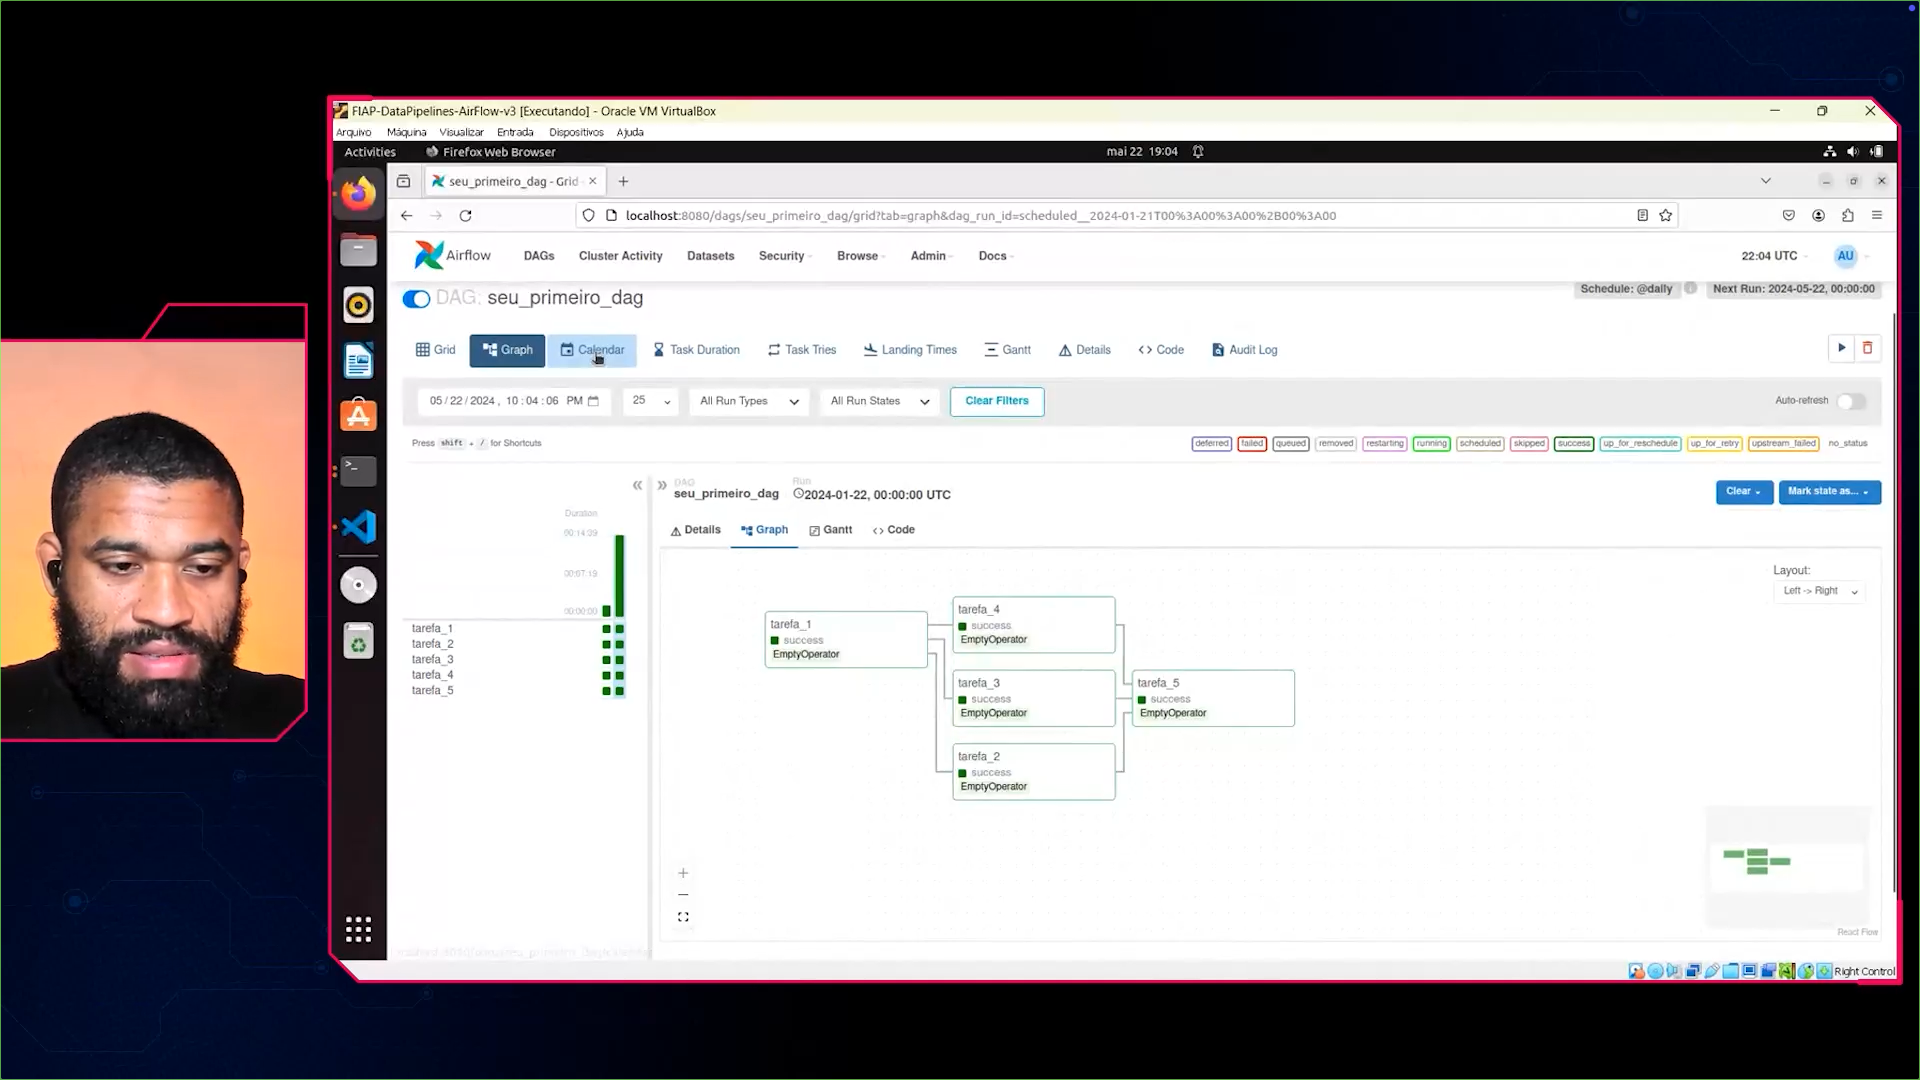 FIAP-DataPipelines-AirFlow-v3 [Executando] - Oracle VM VirtualBox
Arquivo Máquina Visualizar Entrada Dispositivos Ajuda
Activities Firefox Web Browser mai 22 19:04
seu_primeiro_dag - Grid
localhost:8080/dags/seu_primeiro_dag/grid?tab=graph&dag_run_id=scheduled__2024-01-21T00%3A00%3A00%2B00%3A00
Airflow DAGs Cluster Activity Datasets Security Browse Admin Docs 22:04 UTC AU
DAG: seu_primeiro_dag Schedule: @daily Next Run: 2024-05-22, 00:00:00
Grid Graph Calendar Task Duration Task Tries Landing Times Gantt Details <> Code Audit Log
05/22/2024, 10:04:06 PM 25 All Run Types All Run States Clear Filters Auto-refresh
Press shift + / for Shortcuts deferred failed queued removed restarting running scheduled skipped success up_for_reschedule up_for_retry upstream_failed no_status
DAG Run
seu_primeiro_dag 2024-01-22, 00:00:00 UTC Clear Mark state as...
Details Graph Gantt <> Code
Duration
00:14:39
00:07:19
00:00:00
tarefa_1
tarefa_2
tarefa_3
tarefa_4
tarefa_5
Layout:
Left -> Right
tarefa_1
success
EmptyOperator
tarefa_4
success
EmptyOperator
tarefa_3
success
EmptyOperator
tarefa_2
success
EmptyOperator
tarefa_5
success
EmptyOperator
React Flow
Right Control